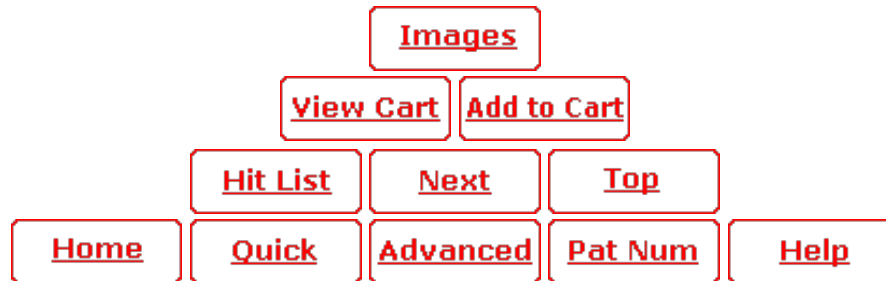 Images
View Cart Add to Cart
Hit List Next Top
Home Quick Advanced Pat Num Help